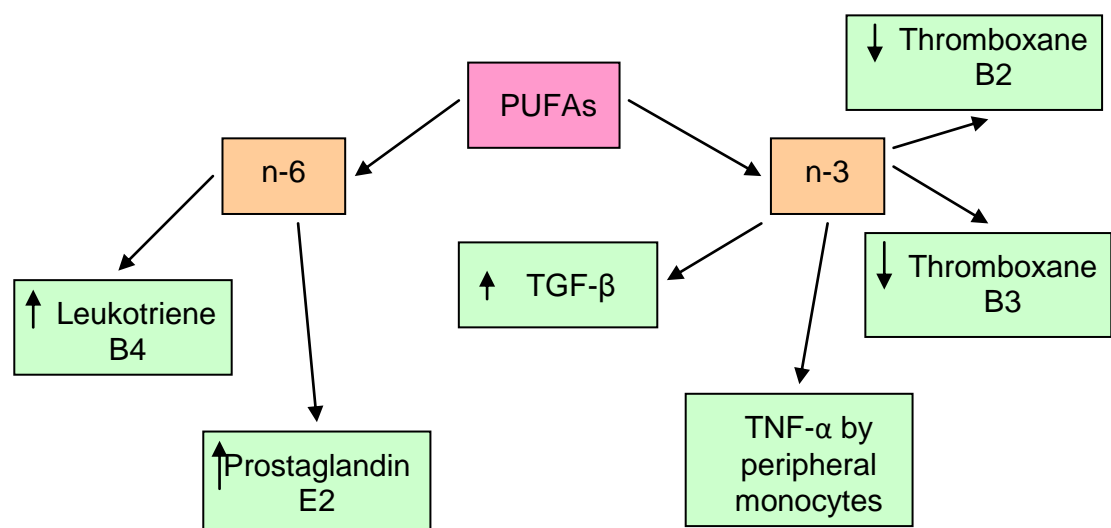 PUFAs
n-6
n-3
Thromboxane
B2
Thromboxane
B3
TGF-β
Leukotriene
B4
Prostaglandin
E2
TNF-α by
peripheral
monocytes